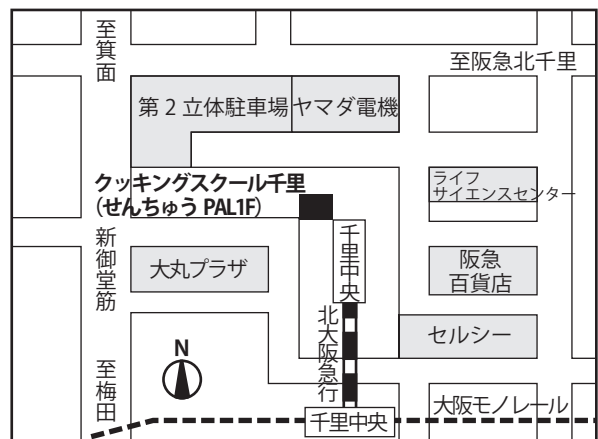 至箕面
至阪急北千里
第2立体駐車場
ヤマダ電機
クッキングスクール千里
(せんちゅう PAL1F)
ライフ
サイエンスセンター
千里中央
新御堂筋
大丸プラザ
阪急
百貨店
北大阪急行
セルシー
N
至梅田
大阪モノレール
千里中央